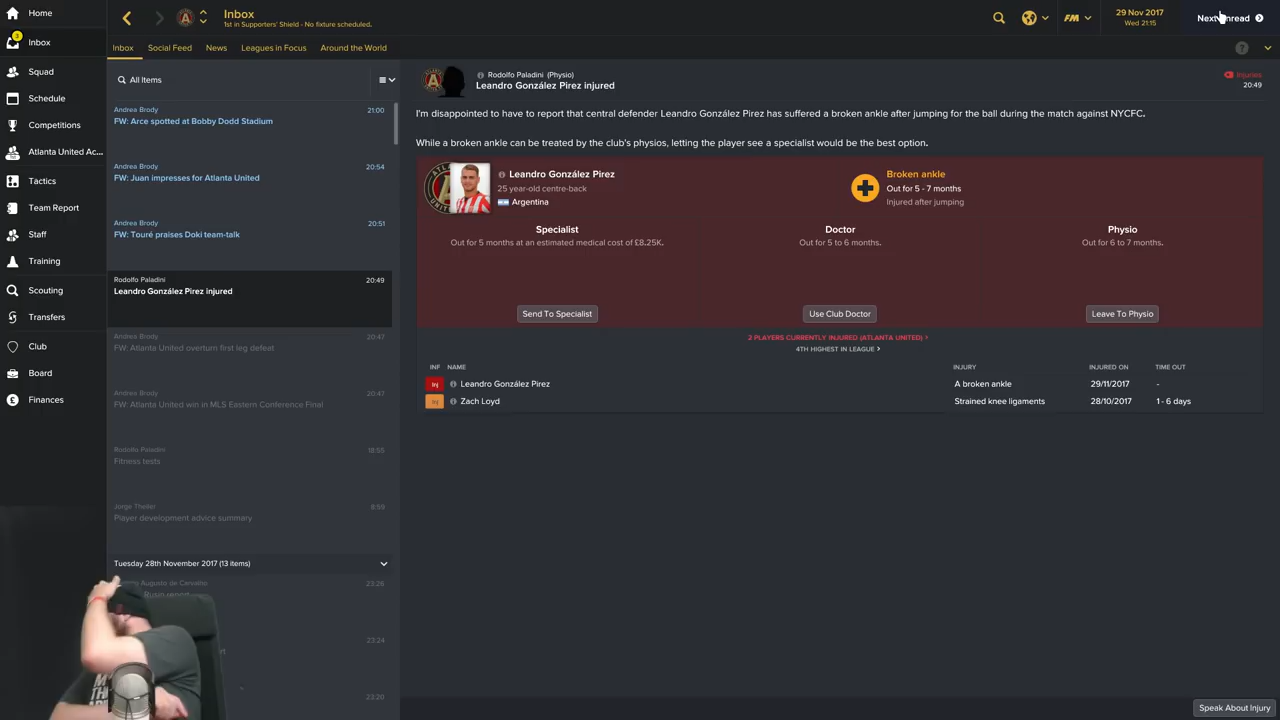 Home
3
Inbox
Squad
Schedule
Competitions
Atlanta United Ac...
Tactics
Team Report
Staff
Training
Scouting
Transfers
Club
Board
Finances
Inbox
1st in Supporters' Shield - No fixture scheduled.
FM
29 Nov 2017
Wed 21:15
Next Unread
Inbox
Social Feed
News
Leagues in Focus
Around the World
All Items
Andrea Brody
21:00
FW: Arce spotted at Bobby Dodd Stadium
Andrea Brody
20:54
FW: Juan impresses for Atlanta United
Andrea Brody
20:51
FW: Touré praises Doki team-talk
Rodolfo Paladini
20:49
Leandro González Pirez injured
Andrea Brody
20:47
FW: Atlanta United overturn first leg defeat
Andrea Brody
20:47
FW: Atlanta United win in MLS Eastern Conference Final
Rodolfo Paladini
18:55
Fitness tests
Jorge Theiler
8:59
Player development advice summary
Tuesday 28th November 2017 (13 items)
Augusto de Carvalho
23:26
Rusin report
23:24
23:20
Rodolfo Paladini (Physio)
Leandro González Pirez injured
Injuries
20:49
I'm disappointed to have to report that central defender Leandro González Pirez has suffered a broken ankle after jumping for the ball during the match against NYCFC.
While a broken ankle can be treated by the club's physios, letting the player see a specialist would be the best option.
Leandro González Pirez
25 year-old centre-back
Argentina
Broken ankle
Out for 5 - 7 months
Injured after jumping
Specialist
Out for 5 months at an estimated medical cost of £8.25K.
Send To Specialist
Doctor
Out for 5 to 6 months.
Use Club Doctor
Physio
Out for 6 to 7 months.
Leave To Physio
2 PLAYERS CURRENTLY INJURED (ATLANTA UNITED) >
4TH HIGHEST IN LEAGUE >
INF NAME INJURY INJURED ON TIME OUT
Inj Leandro González Pirez A broken ankle 29/11/2017 -
Inj Zach Loyd Strained knee ligaments 28/10/2017 1 - 6 days
Speak About Injury